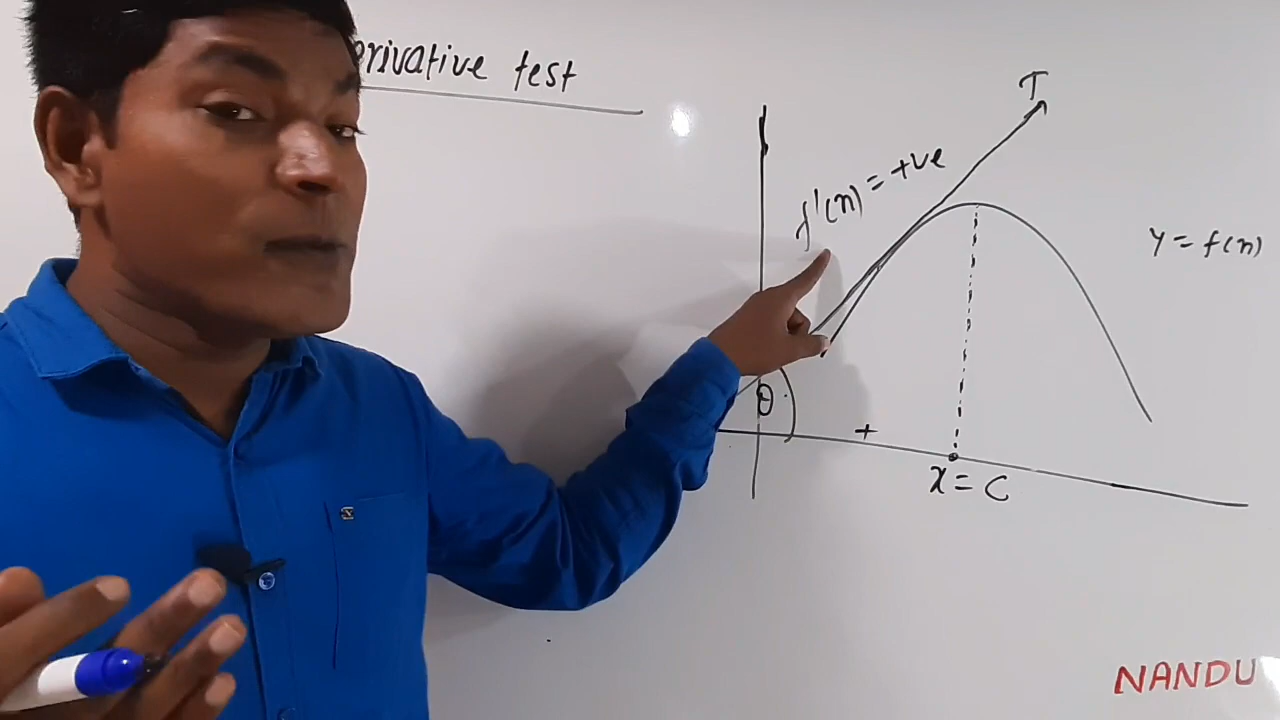 erivative test
T
f'(n) = +ve
y = f(n)
θ
+
x = C
NANDU